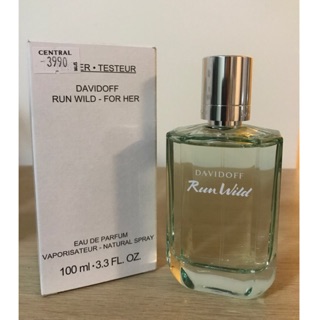 CENTRAL
-3990
ER • TESTEUR
DAVIDOFF
RUN WILD - FOR HER
EAU DE PARFUM
VAPORISATEUR - NATURAL SPRAY
100 ml • 3.3 FL. OZ.
DAVIDOFF
Run Wild